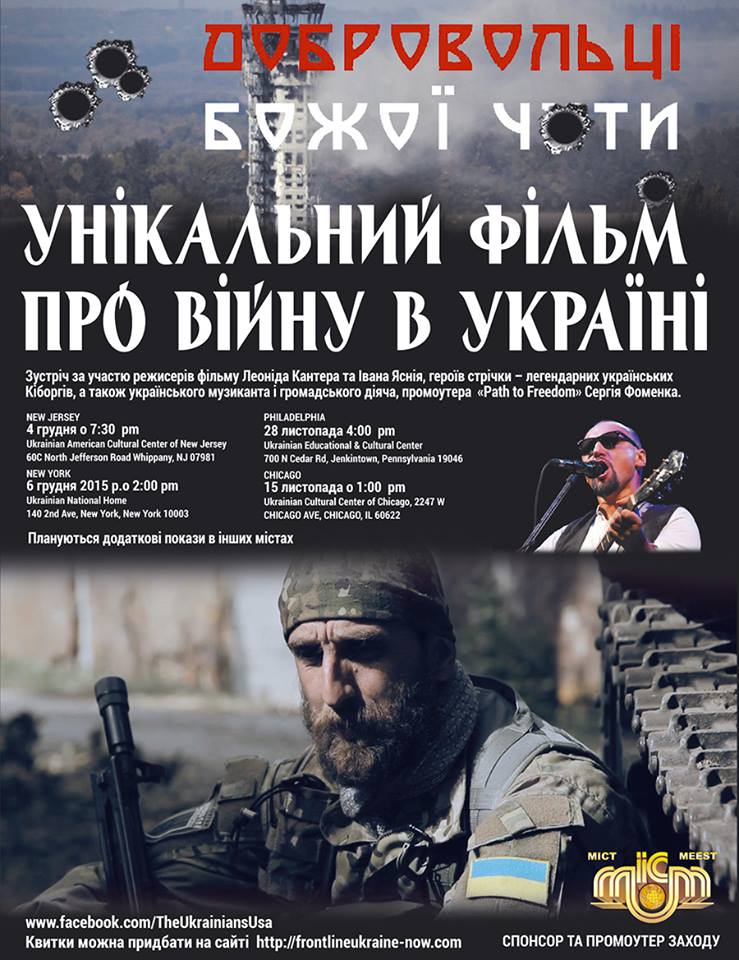 ДОБРОВОЛЬЦІ
БОЖОЇ ЧОТИ
УНІКАЛЬНИЙ ФІЛЬМ
ПРО ВІЙНУ В УКРАЇНІ
Зустріч за участю режисерів фільму Леоніда Кантера та Івана Яснія, героїв стрічки – легендарних українських
Кіборгів, а також українського музиканта і громадського діяча, промоутера «Path to Freedom» Сергія Фоменка.
NEW JERSEY
4 грудня о 7:30 pm
Ukrainian American Cultural Center of New Jersey
60C North Jefferson Road Whippany, NJ 07981
NEW YORK
6 грудня 2015 р.о 2:00 pm
Ukrainian National Home
140 2nd Ave, New York, New York 10003
PHILADELPHIA
28 листопада 4:00 pm
Ukrainian Educational & Cultural Center
700 N Cedar Rd, Jenkintown, Pennsylvania 19046
CHICAGO
15 листопада о 1:00 pm
Ukrainian Cultural Center of Chicago, 2247 W
CHICAGO AVE, CHICAGO, IL 60622
Плануються додаткові покази в інших містах
МІСТ MEEST
www.facebook.com/TheUkrainiansUsa
Квитки можна придбати на сайті http://frontlineukraine-now.com
СПОНСОР ТА ПРОМОУТЕР ЗАХОДУ